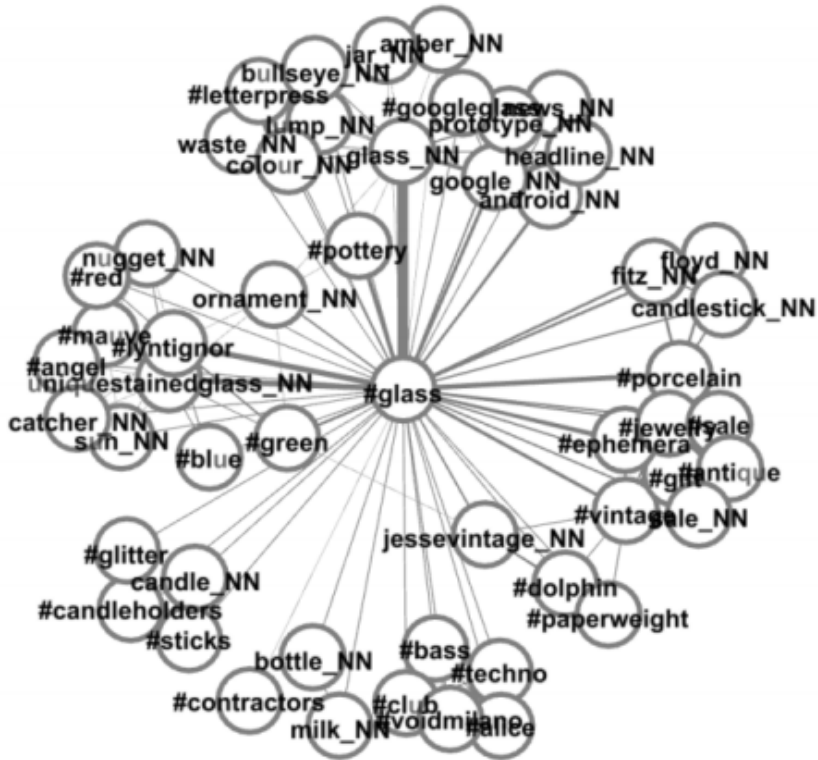 amber_NN
jar_NN
bullseye_NN
#letterpress
#googleglass
news_NN
lump_NN
prototype_NN
waste_NN
colour_NN
glass_NN
headline_NN
google_NN
android_NN
#pottery
nugget_NN
#red
ornament_NN
floyd_NN
fitz_NN
candlestick_NN
#mauve
#lyntignor
#angel
uniquestainedglass_NN
#glass
#porcelain
catcher_NN
sun_NN
#blue
#green
#jewelry
#sale
#ephemera
#gift
#antique
#vintage
sale_NN
jessevintage_NN
#glitter
candle_NN
#candleholders
#sticks
#dolphin
#paperweight
bottle_NN
#bass
#techno
#contractors
#club
milk_NN
#voidmilano
#alice